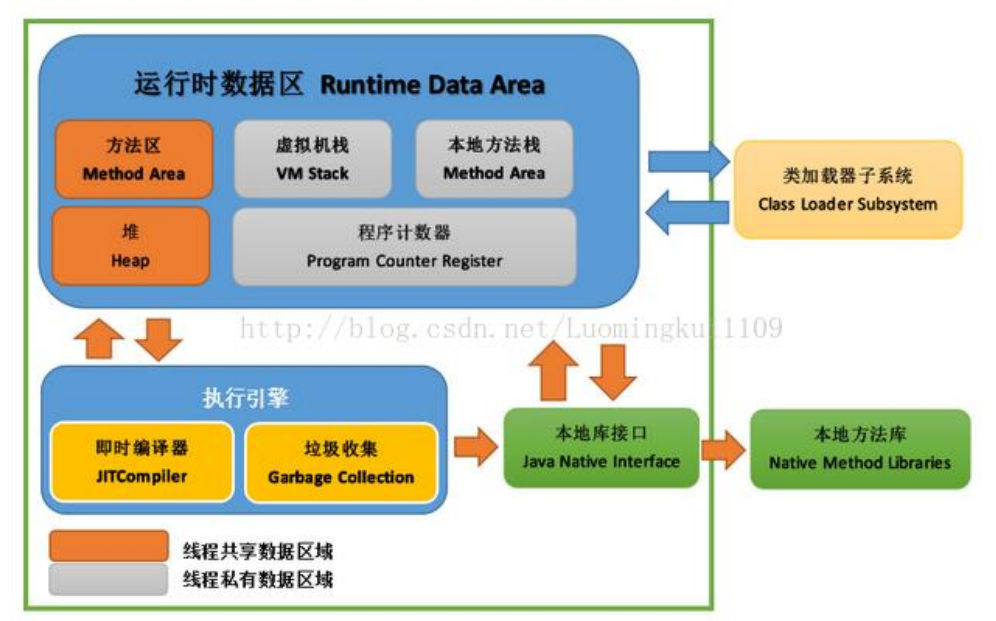 运行时数据区 Runtime Data Area
方法区
Method Area
虚拟机栈
VM Stack
本地方法栈
Method Area
堆
Heap
程序计数器
Program Counter Register
类加载器子系统
Class Loader Subsystem
http://blog.csdn.net/Luomingkui1109
执行引擎
即时编译器
JITCompiler
垃圾收集
Garbage Collection
本地库接口
Java Native Interface
本地方法库
Native Method Libraries
线程共享数据区域
线程私有数据区域